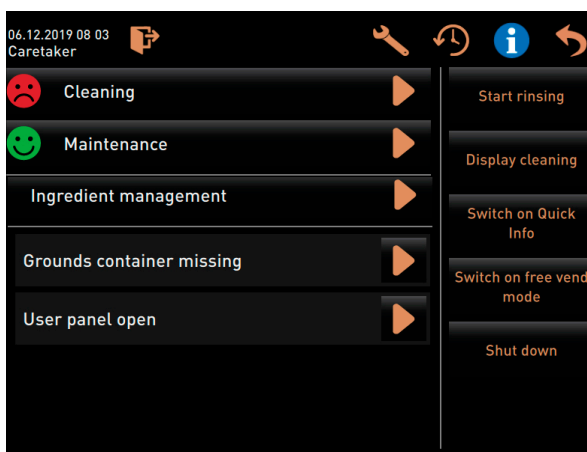 06.12.2019 08 03
Caretaker
i
Cleaning
Maintenance
Ingredient management
Grounds container missing
User panel open
Start rinsing
Display cleaning
Switch on Quick
Info
Switch on free vend
mode
Shut down